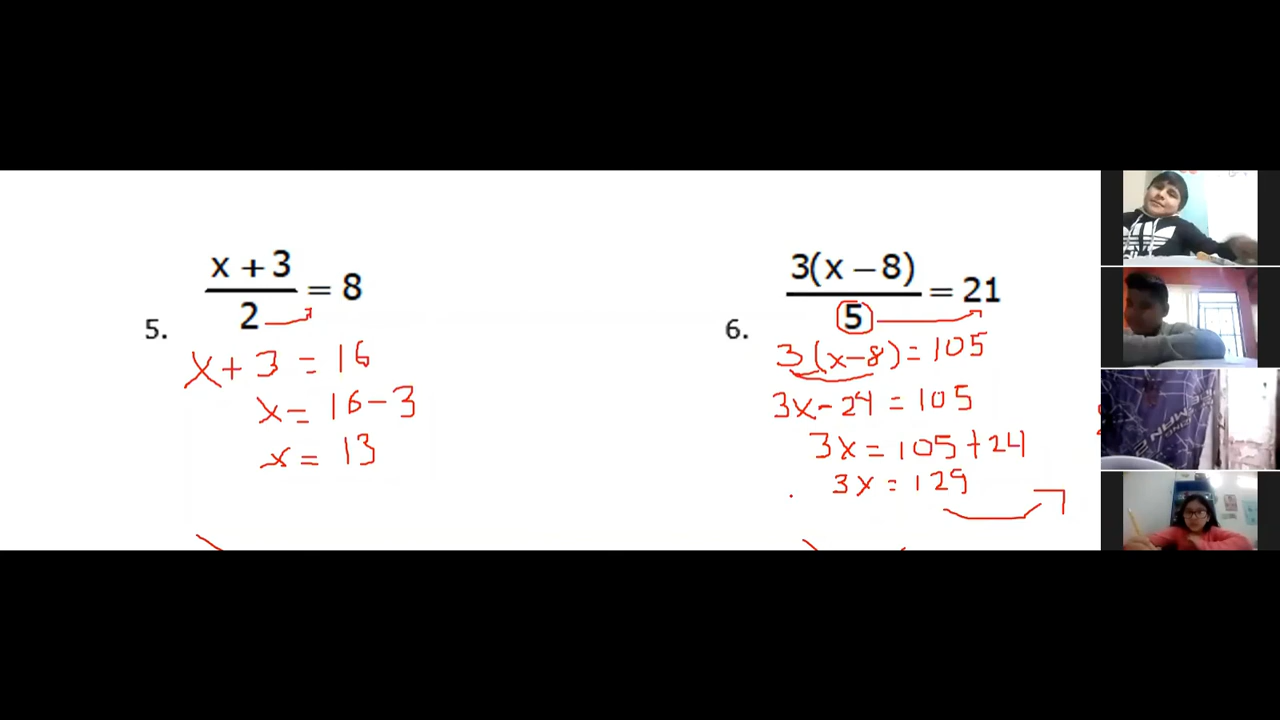 x + 3
2
= 8
5.
x + 3 = 16
x = 16 - 3
x = 13
3(x − 8)
5
= 21
6.
3(x-8) = 105
3x - 24 = 105
3x = 105 + 24
3x = 129